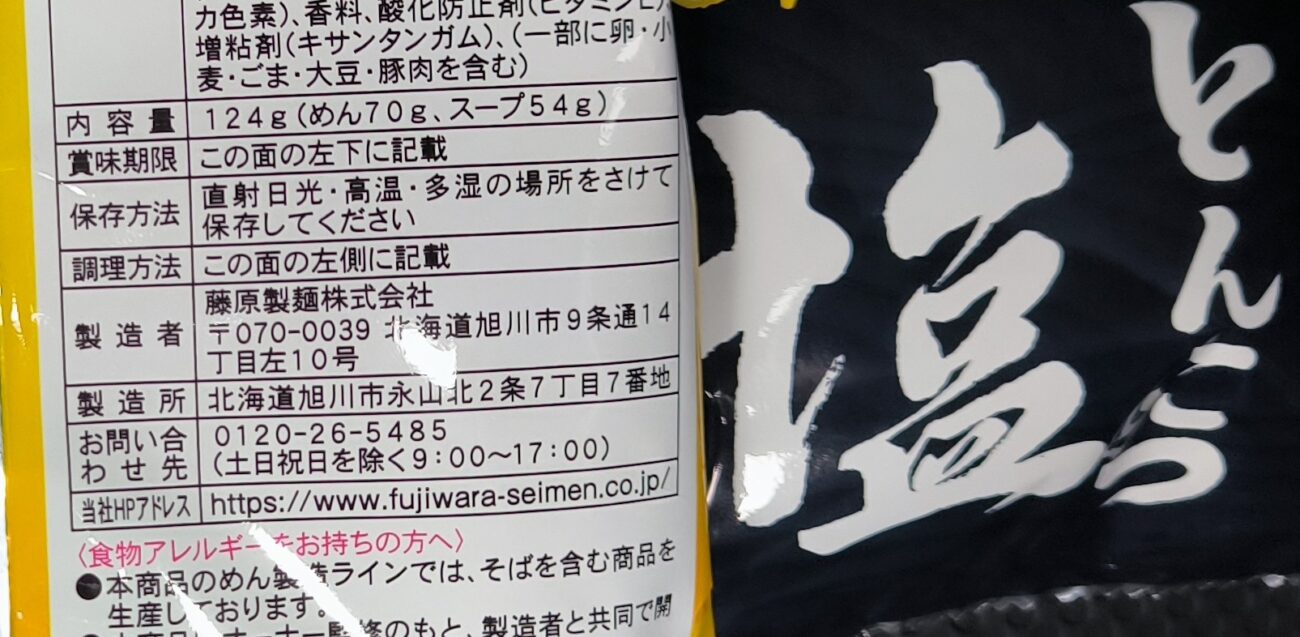 カ色素)、香料、酸化防止剤(ビタミンE)、
増粘剤(キサンタンガム)、(一部に卵・小
麦・ごま・大豆・豚肉を含む)
内容量 124g(めん70g、スープ54g)
賞味期限 この面の左下に記載
保存方法 直射日光・高温・多湿の場所をさけて
保存してください
調理方法 この面の左側に記載
製造者 藤原製麺株式会社
〒070-0039 北海道旭川市9条通14
丁目左10号
製造所 北海道旭川市永山北2条7丁目7番地
お問い合
わせ先 0120-26-5485
(土日祝日を除く9:00~17:00)
当社HPアドレス https://www.fujiwara-seimen.co.jp/
〈食物アレルギーをお持ちの方へ〉
●本商品のめん製造ラインでは、そばを含む商品を
生産しております。
のもと、製造者と共同で開
とんこつ
塩